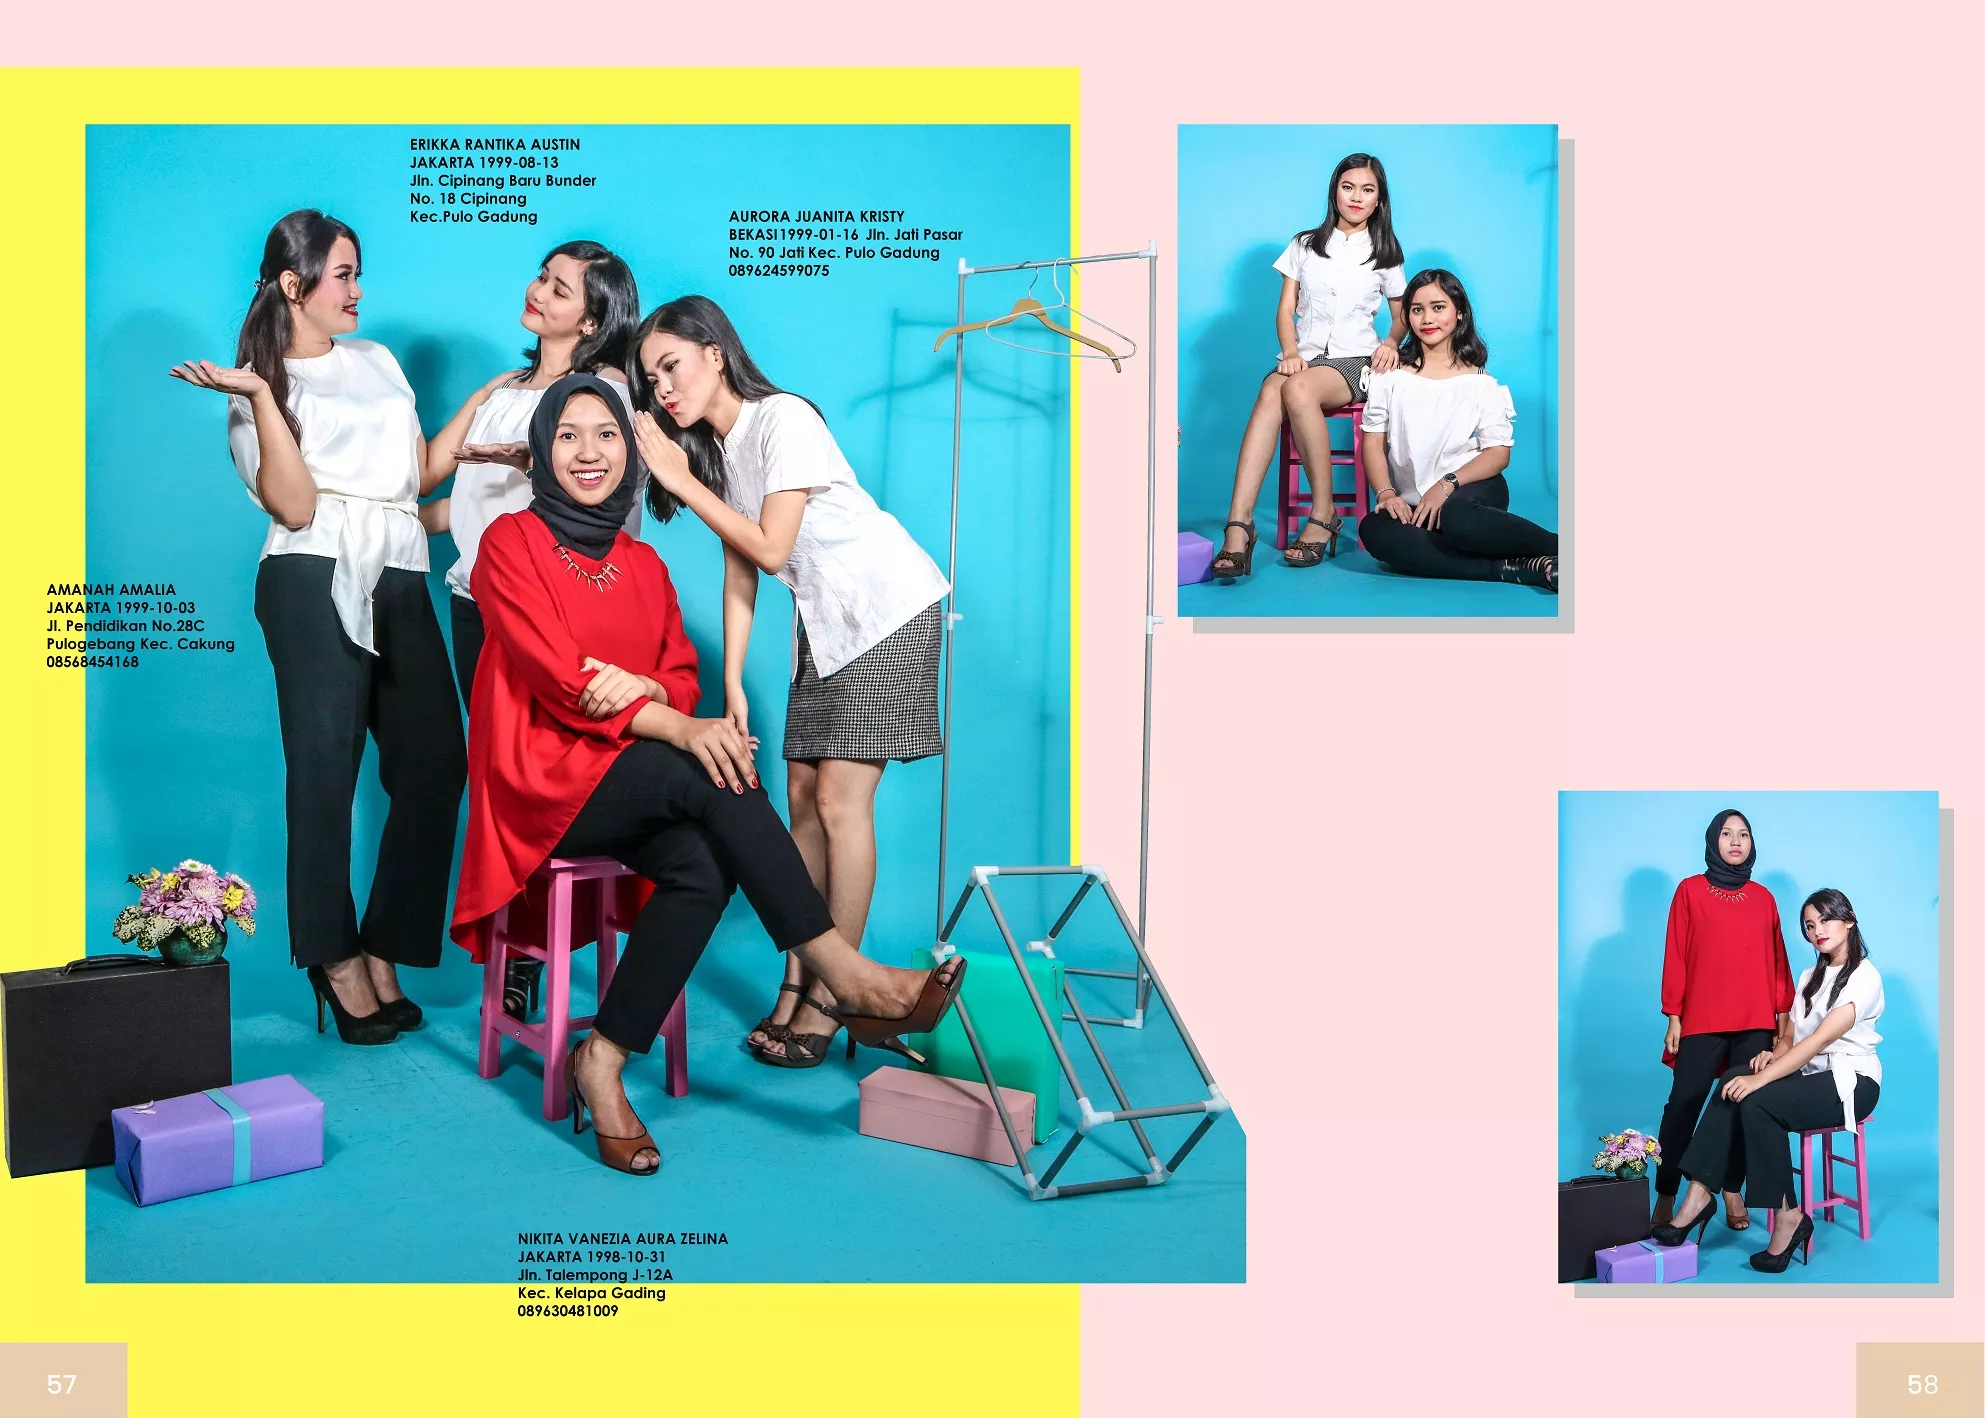 ERIKKA RANTIKA AUSTIN
JAKARTA 1999-08-13
Jln. Cipinang Baru Bunder
No. 18 Cipinang
Kec.Pulo Gadung
AURORA JUANITA KRISTY
BEKASI 1999-01-16 Jln. Jati Pasar
No. 90 Jati Kec. Pulo Gadung
089624599075
AMANAH AMALIA
JAKARTA 1999-10-03
Jl. Pendidikan No.28C
Pulogebang Kec. Cakung
08568454168
NIKITA VANEZIA AURA ZELINA
JAKARTA 1998-10-31
Jln. Talempong J-12A
Kec. Kelapa Gading
089630481009
57
58